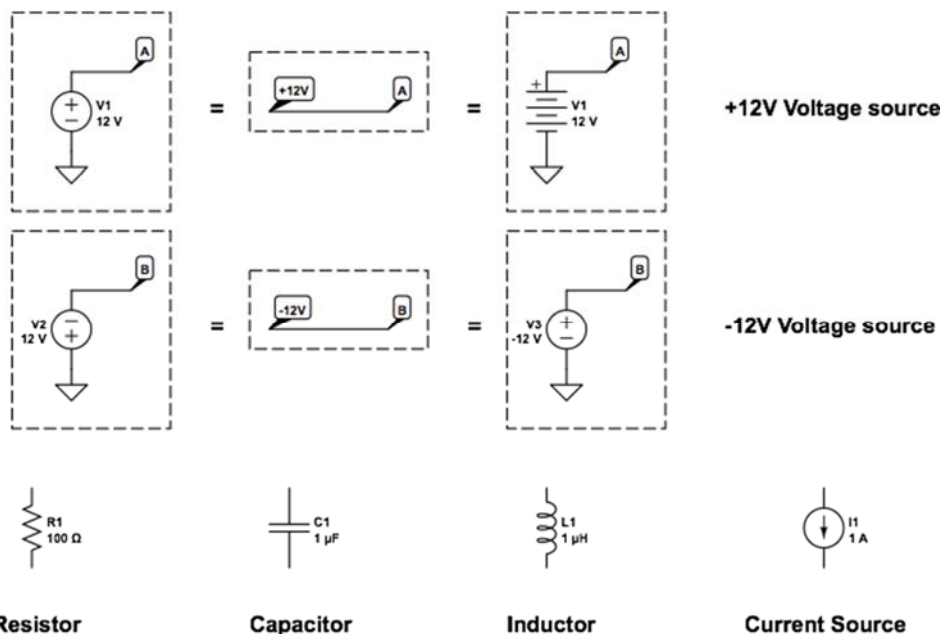 A
+
−
V1
12 V
=
+12V
A
=
A
+
V1
12 V
+12V Voltage source
B
−
+
V2
12 V
=
-12V
B
=
B
+
−
V3
-12 V
-12V Voltage source
R1
100 Ω
C1
1 µF
L1
1 µH
I1
1 A
Resistor
Capacitor
Inductor
Current Source